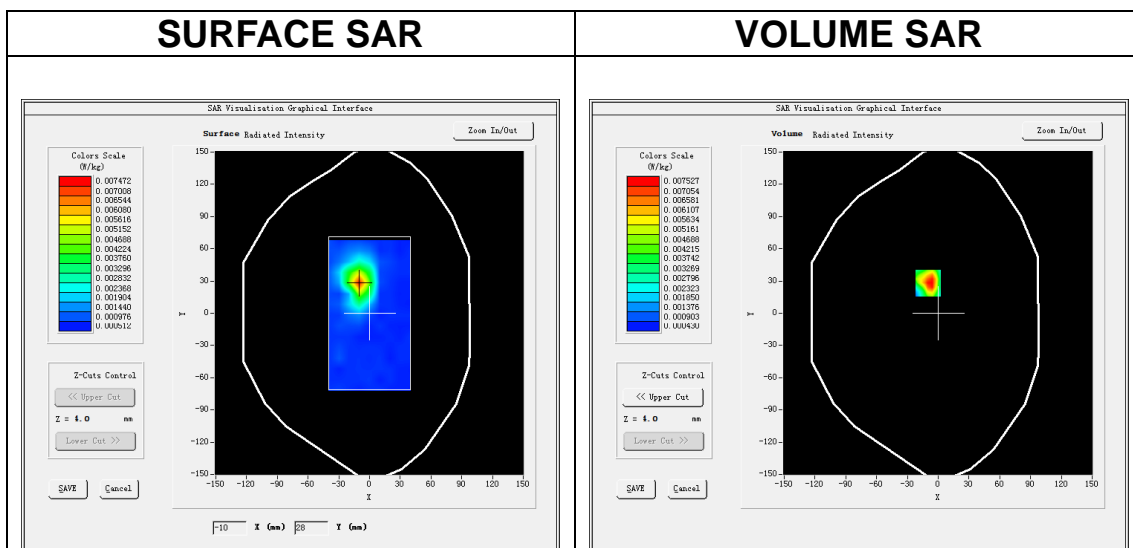 SURFACE SAR
VOLUME SAR
SAR Visualisation Graphical Interface
Surface Radiated Intensity
Zoom In/Out
Colors Scale
(W/kg)
0.007472
0.007008
0.006544
0.006080
0.005616
0.005152
0.004688
0.004224
0.003760
0.003296
0.002832
0.002368
0.001904
0.001440
0.000976
0.000512
Z-Cuts Control
<< Upper Cut
Z = 4.0 mm
Lower Cut >>
SAVE Cancel
150
120
90
60
30
0
-30
-60
-90
-120
-150
Y
-150 -120 -90 -60 -30 0 30 60 90 120 150
X
-10 X (mm) 28 Y (mm)
SAR Visualisation Graphical Interface
Volume Radiated Intensity
Zoom In/Out
Colors Scale
(W/kg)
0.007527
0.007054
0.006581
0.006107
0.005634
0.005161
0.004688
0.004215
0.003742
0.003269
0.002796
0.002323
0.001850
0.001376
0.000903
0.000430
Z-Cuts Control
<< Upper Cut
Z = 4.0 mm
Lower Cut >>
SAVE Cancel
150
120
90
60
30
0
-30
-60
-90
-120
-150
Y
-150 -120 -90 -60 -30 0 30 60 90 120 150
X